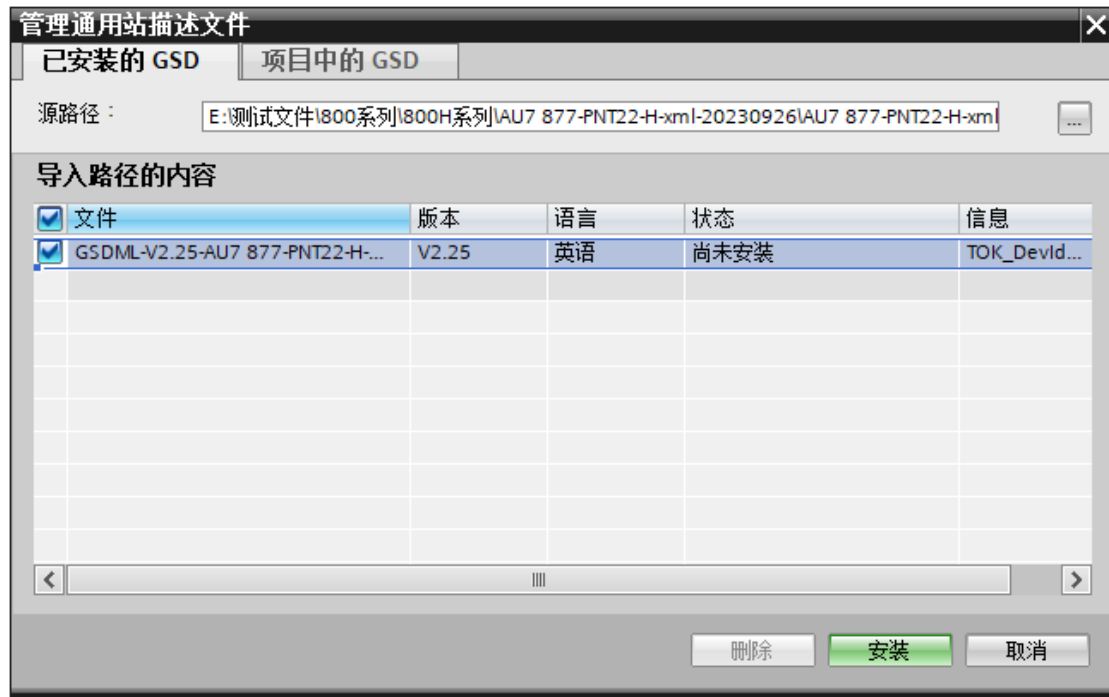 管理通用站描述文件
已安装的 GSD 项目中的 GSD
源路径： E:\测试文件\800系列\800H系列\AU7 877-PNT22-H-xml-20230926\AU7 877-PNT22-H-xml ...
导入路径的内容
文件 版本 语言 状态 信息
GSDML-V2.25-AU7 877-PNT22-H-... V2.25 英语 尚未安装 TOK_DevId...
删除 安装 取消